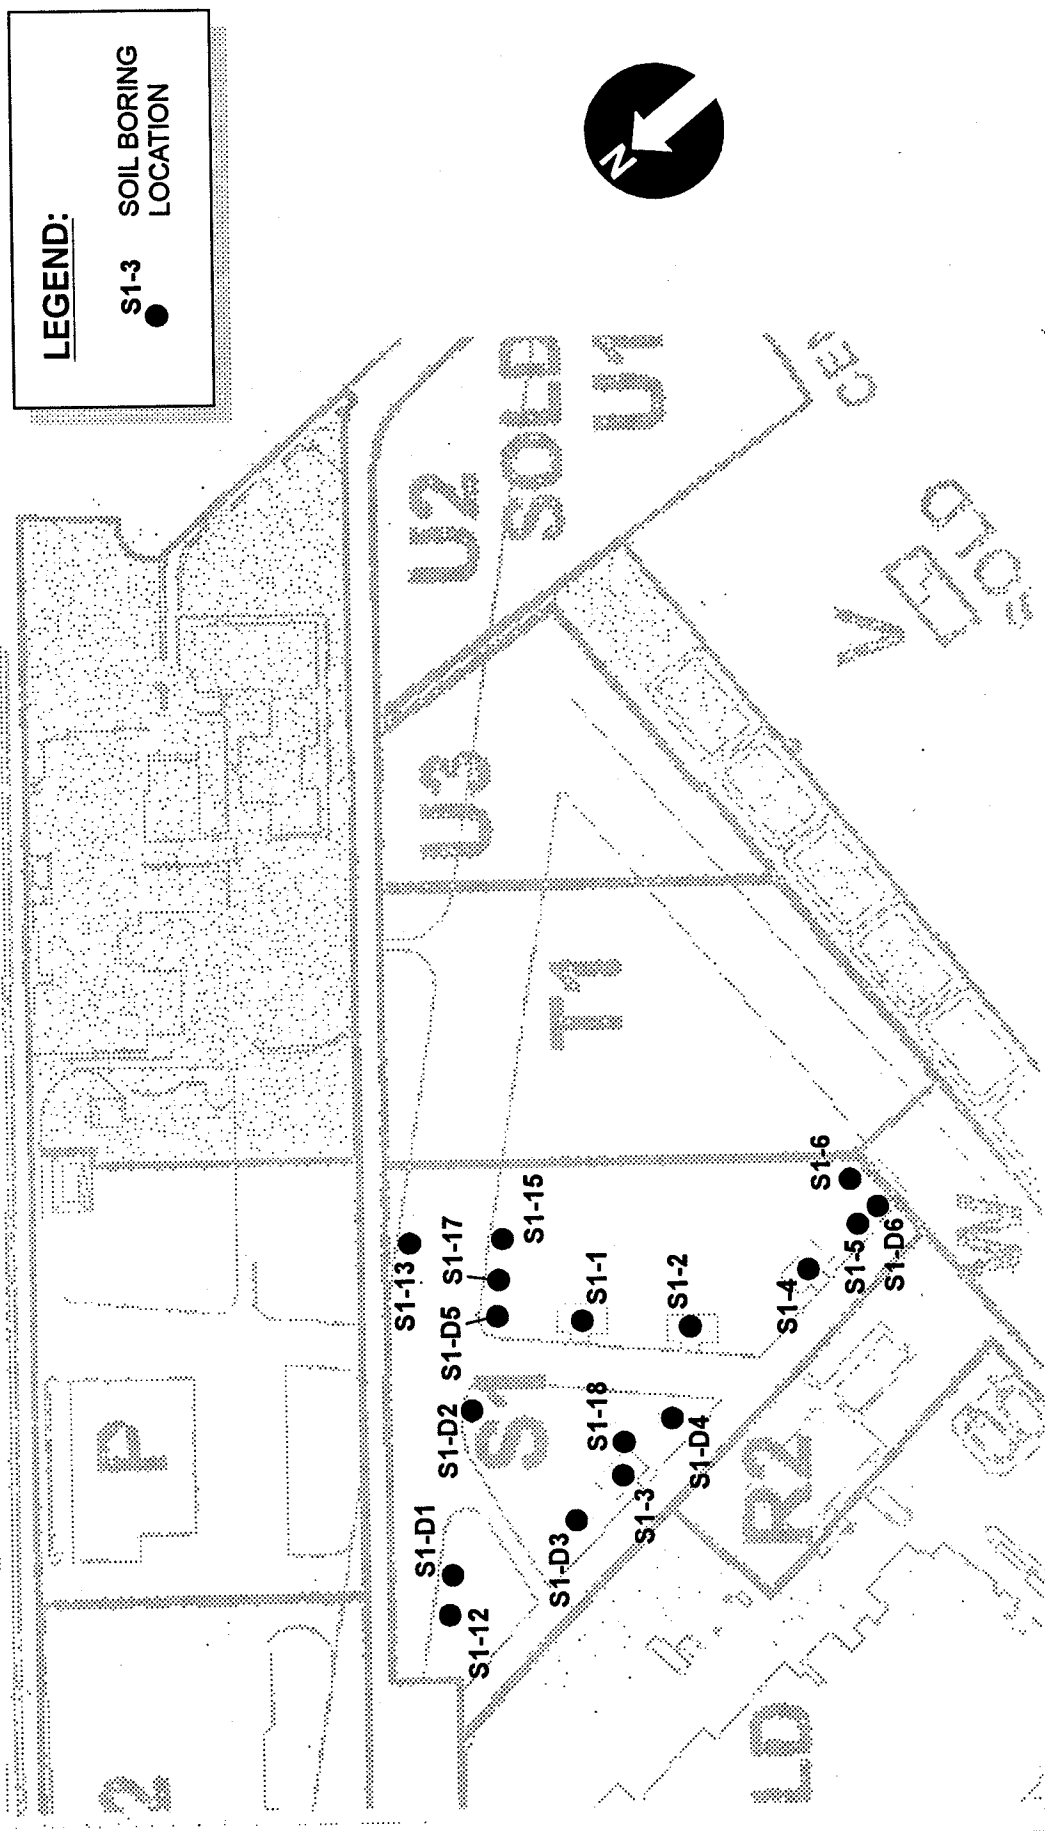 LEGEND:
S1-3
SOIL BORING
LOCATION
N
2
P
U3
U2
U1
T1
S1
R2
LD
V
W
S1-12
S1-D1
S1-D2
S1-D5
S1-17
S1-13
S1-15
S1-1
S1-2
S1-18
S1-D3
S1-3
S1-D4
S1-4
S1-5
S1-D6
S1-6